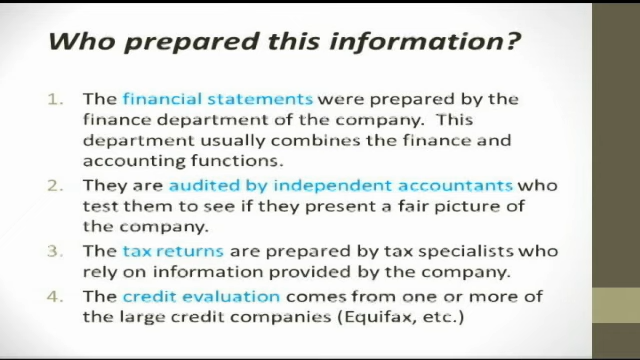 Who prepared this information?
1. The financial statements were prepared by the
finance department of the company. This
department usually combines the finance and
accounting functions.
2. They are audited by independent accountants who
test them to see if they present a fair picture of
the company.
3. The tax returns are prepared by tax specialists who
rely on information provided by the company.
4. The credit evaluation comes from one or more of
the large credit companies (Equifax, etc.)